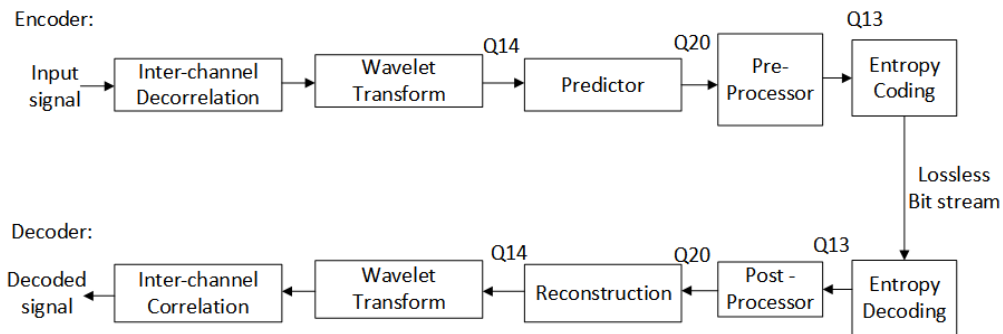 Encoder:
Q13
Q14
Q20
Input
signal
Inter-channel
Decorrelation
Wavelet
Transform
Predictor
Pre-
Processor
Entropy
Coding
Lossless
Bit stream
Decoder:
Q14
Q20
Q13
Decoded
signal
Inter-channel
Correlation
Wavelet
Transform
Reconstruction
Post -
Processor
Entropy
Decoding